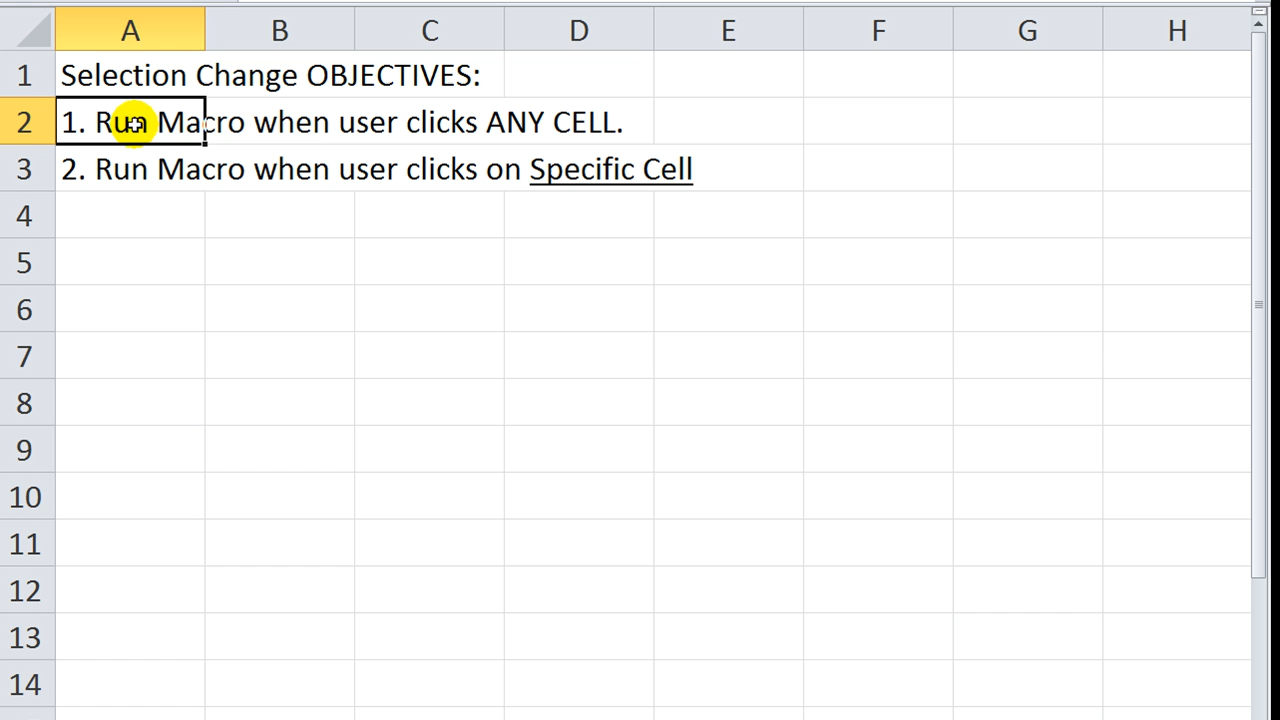 A B C D E F G H
1 Selection Change OBJECTIVES:
2 1. Run Macro when user clicks ANY CELL.
3 2. Run Macro when user clicks on Specific Cell
4
5
6
7
8
9
10
11
12
13
14